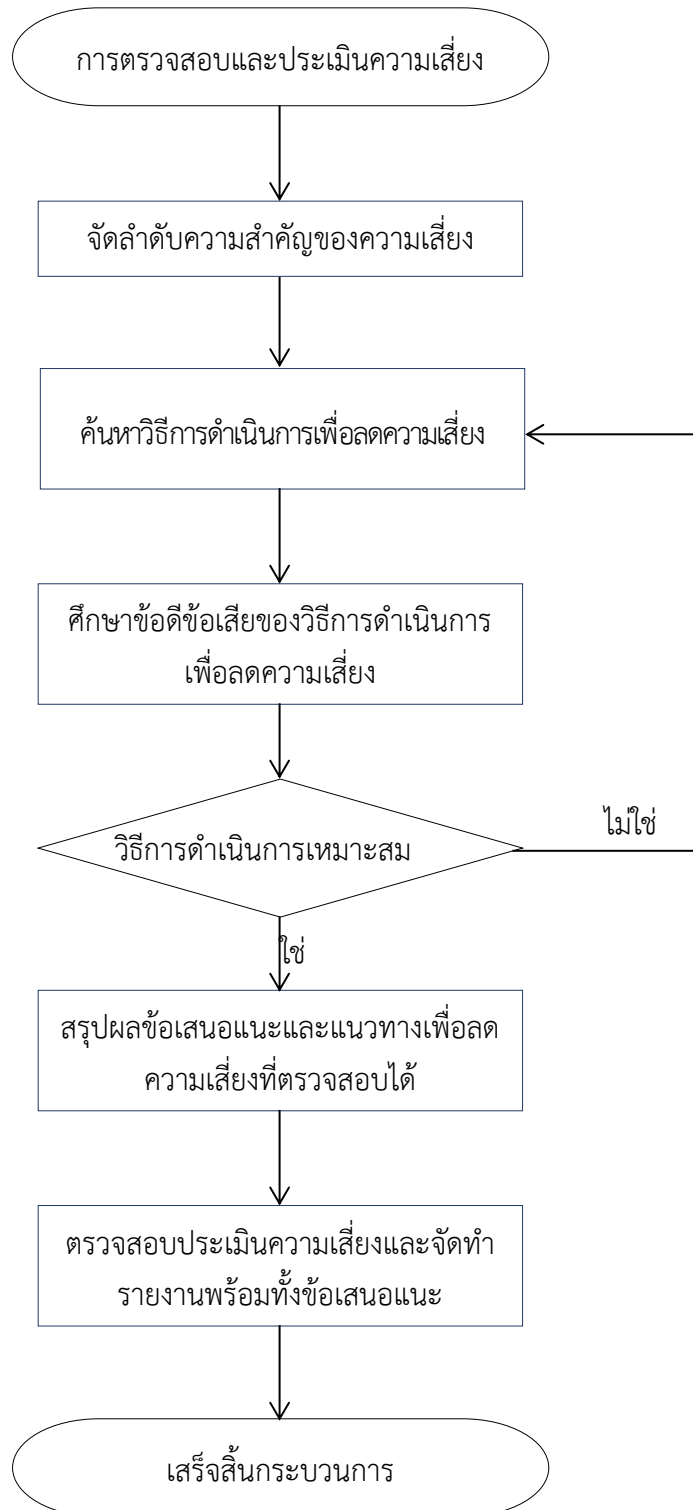 การตรวจสอบและประเมินความเสี่ยง
จัดลำดับความสำคัญของความเสี่ยง
ค้นหาวิธีการดำเนินการเพื่อลดความเสี่ยง
ศึกษาข้อดีข้อเสียของวิธีการดำเนินการ
เพื่อลดความเสี่ยง
วิธีการดำเนินการเหมาะสม
ไม่ใช่
ใช่
สรุปผลข้อเสนอแนะและแนวทางเพื่อลด
ความเสี่ยงที่ตรวจสอบได้
ตรวจสอบประเมินความเสี่ยงและจัดทำ
รายงานพร้อมทั้งข้อเสนอแนะ
เสร็จสิ้นกระบวนการ